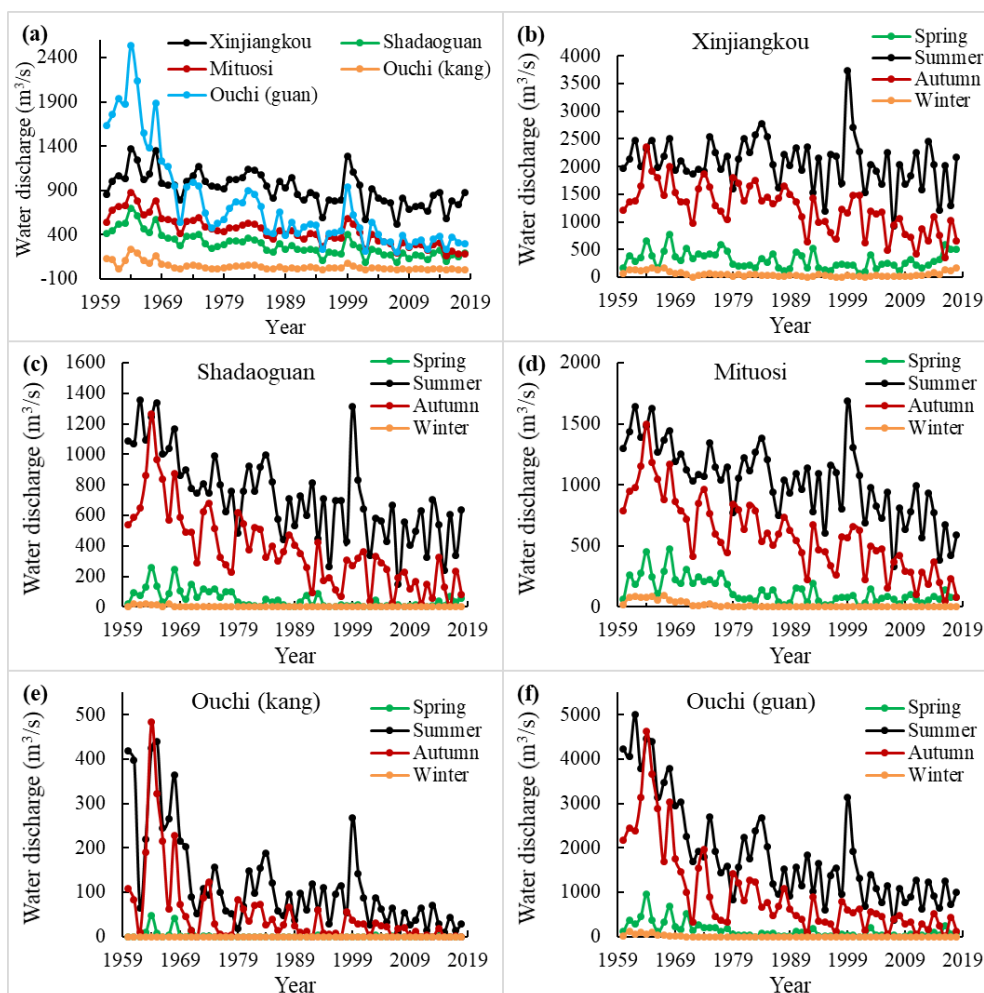 (a)
Xinjiangkou
Shadaoguan
Mituosi
Ouchi (kang)
Ouchi (guan)
Water discharge (m³/s)
2400
1900
1400
900
400
-100
1959 1969 1979 1989 1999 2009 2019
Year
(b)
Xinjiangkou
Spring
Summer
Autumn
Winter
Water discharge (m³/s)
4000
3500
3000
2500
2000
1500
1000
500
0
1959 1969 1979 1989 1999 2009 2019
Year
(c)
Shadaoguan
Spring
Summer
Autumn
Winter
Water discharge (m³/s)
1600
1400
1200
1000
800
600
400
200
0
1959 1969 1979 1989 1999 2009 2019
Year
(d)
Mituosi
Spring
Summer
Autumn
Winter
Water discharge (m³/s)
2000
1500
1000
500
0
1959 1969 1979 1989 1999 2009 2019
Year
(e)
Ouchi (kang)
Spring
Summer
Autumn
Winter
Water discharge (m³/s)
500
400
300
200
100
0
1959 1969 1979 1989 1999 2009 2019
Year
(f)
Ouchi (guan)
Spring
Summer
Autumn
Winter
Water discharge (m³/s)
5000
4000
3000
2000
1000
0
1959 1969 1979 1989 1999 2009 2019
Year